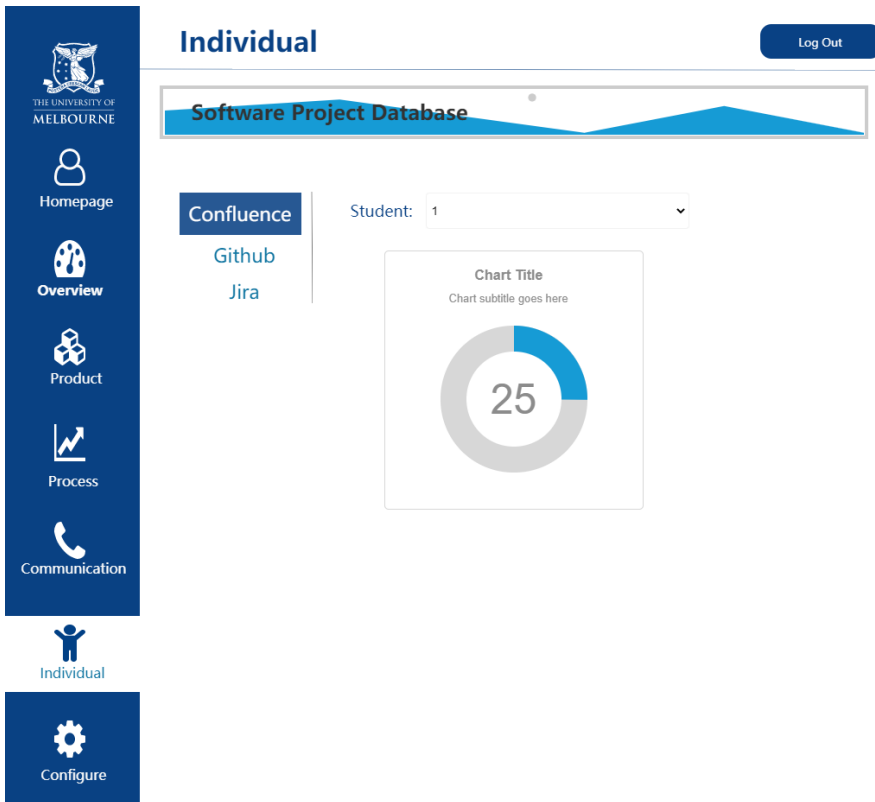 THE UNIVERSITY OF
MELBOURNE
Homepage
Overview
Product
Process
Communication
Individual
Configure
Individual
Log Out
Software Project Database
Confluence
Github
Jira
Student: 1
Chart Title
Chart subtitle goes here
25